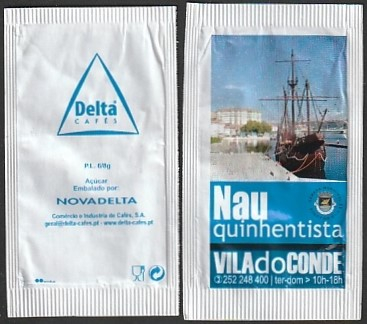 Delta
CAFÉS
P.L. 6/8g
Açúcar
Embalado por:
NOVADELTA
Comércio e Indústria de Cafés, S.A.
geral@delta-cafes.pt - www.delta-cafes.pt
Nau
quinhentista
VILAdoCONDE
252 248 400 | ter-dom > 10h-18h